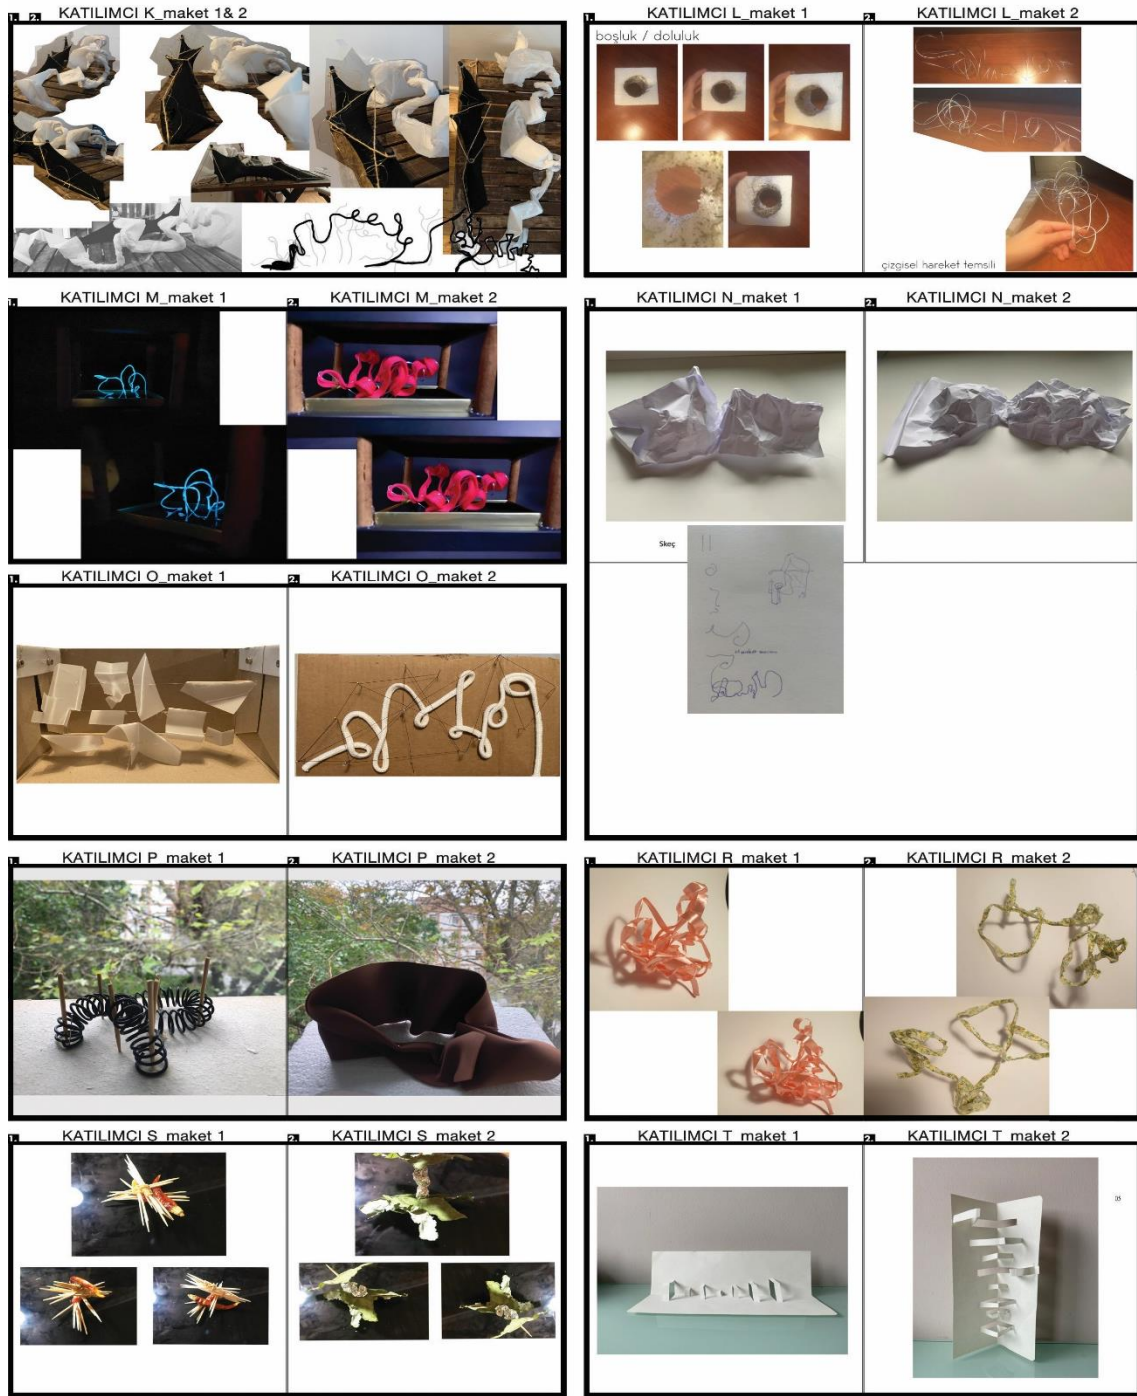 1. 2. KATILIMCI K_maket 1& 2
1. KATILIMCI L_maket 1
2. KATILIMCI L_maket 2
boşluk / doluluk
çizgisel hareket temsili
1. KATILIMCI M_maket 1
2. KATILIMCI M_maket 2
1. KATILIMCI N_maket 1
2. KATILIMCI N_maket 2
Skeç
1. KATILIMCI O_maket 1
2. KATILIMCI O_maket 2
1. KATILIMCI P_maket 1
2. KATILIMCI P_maket 2
1. KATILIMCI R_maket 1
2. KATILIMCI R_maket 2
1. KATILIMCI S_maket 1
2. KATILIMCI S_maket 2
1. KATILIMCI T_maket 1
2. KATILIMCI T_maket 2